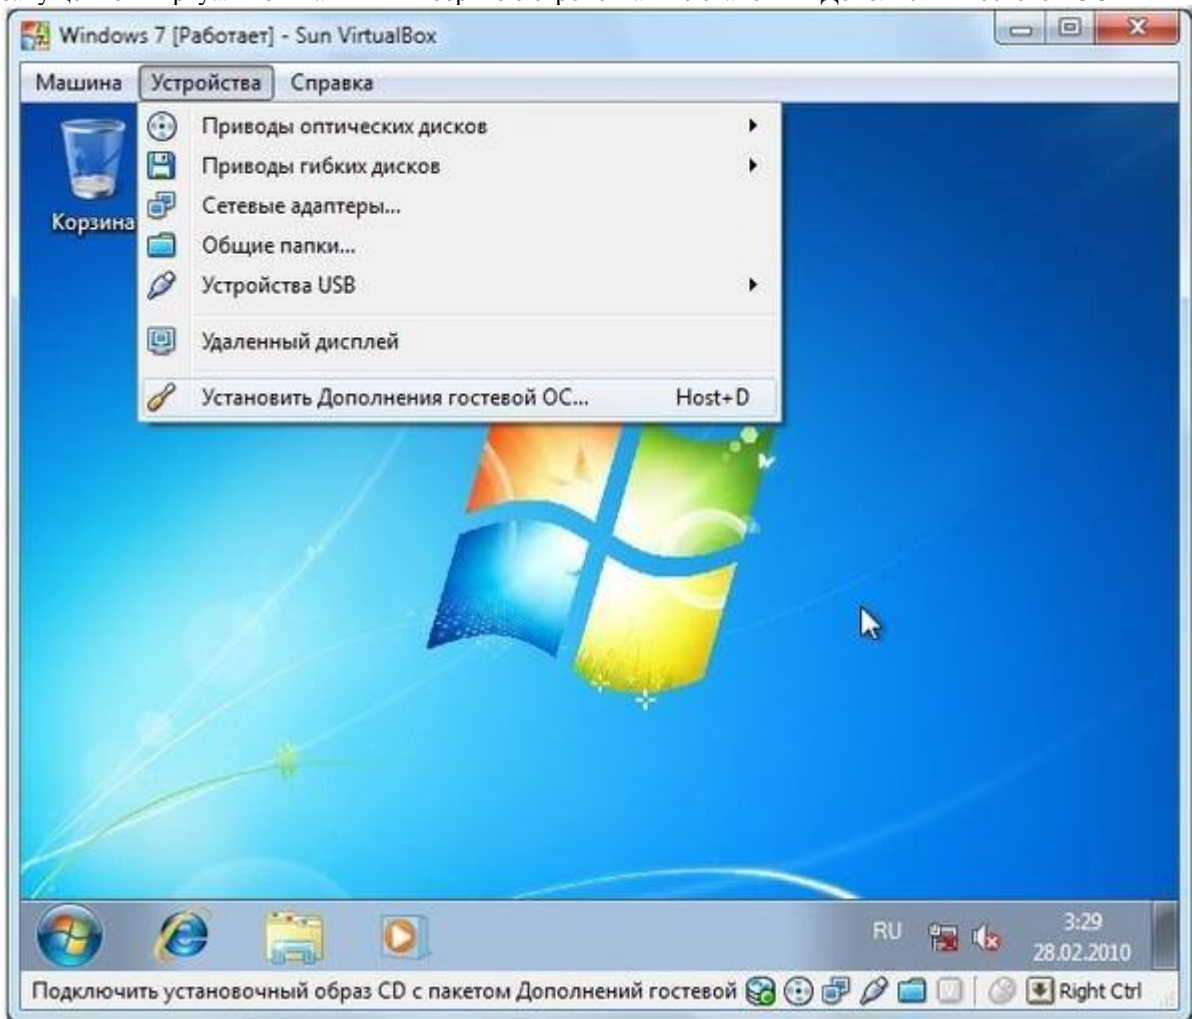 Windows 7 [Работает] - Sun VirtualBox
Машина Устройства Справка
Приводы оптических дисков
Приводы гибких дисков
Сетевые адаптеры...
Общие папки...
Устройства USB
Удаленный дисплей
Установить Дополнения гостевой ОС... Host+D
Корзина
RU
3:29
28.02.2010
Подключить установочный образ CD с пакетом Дополнений гостевой
Right Ctrl